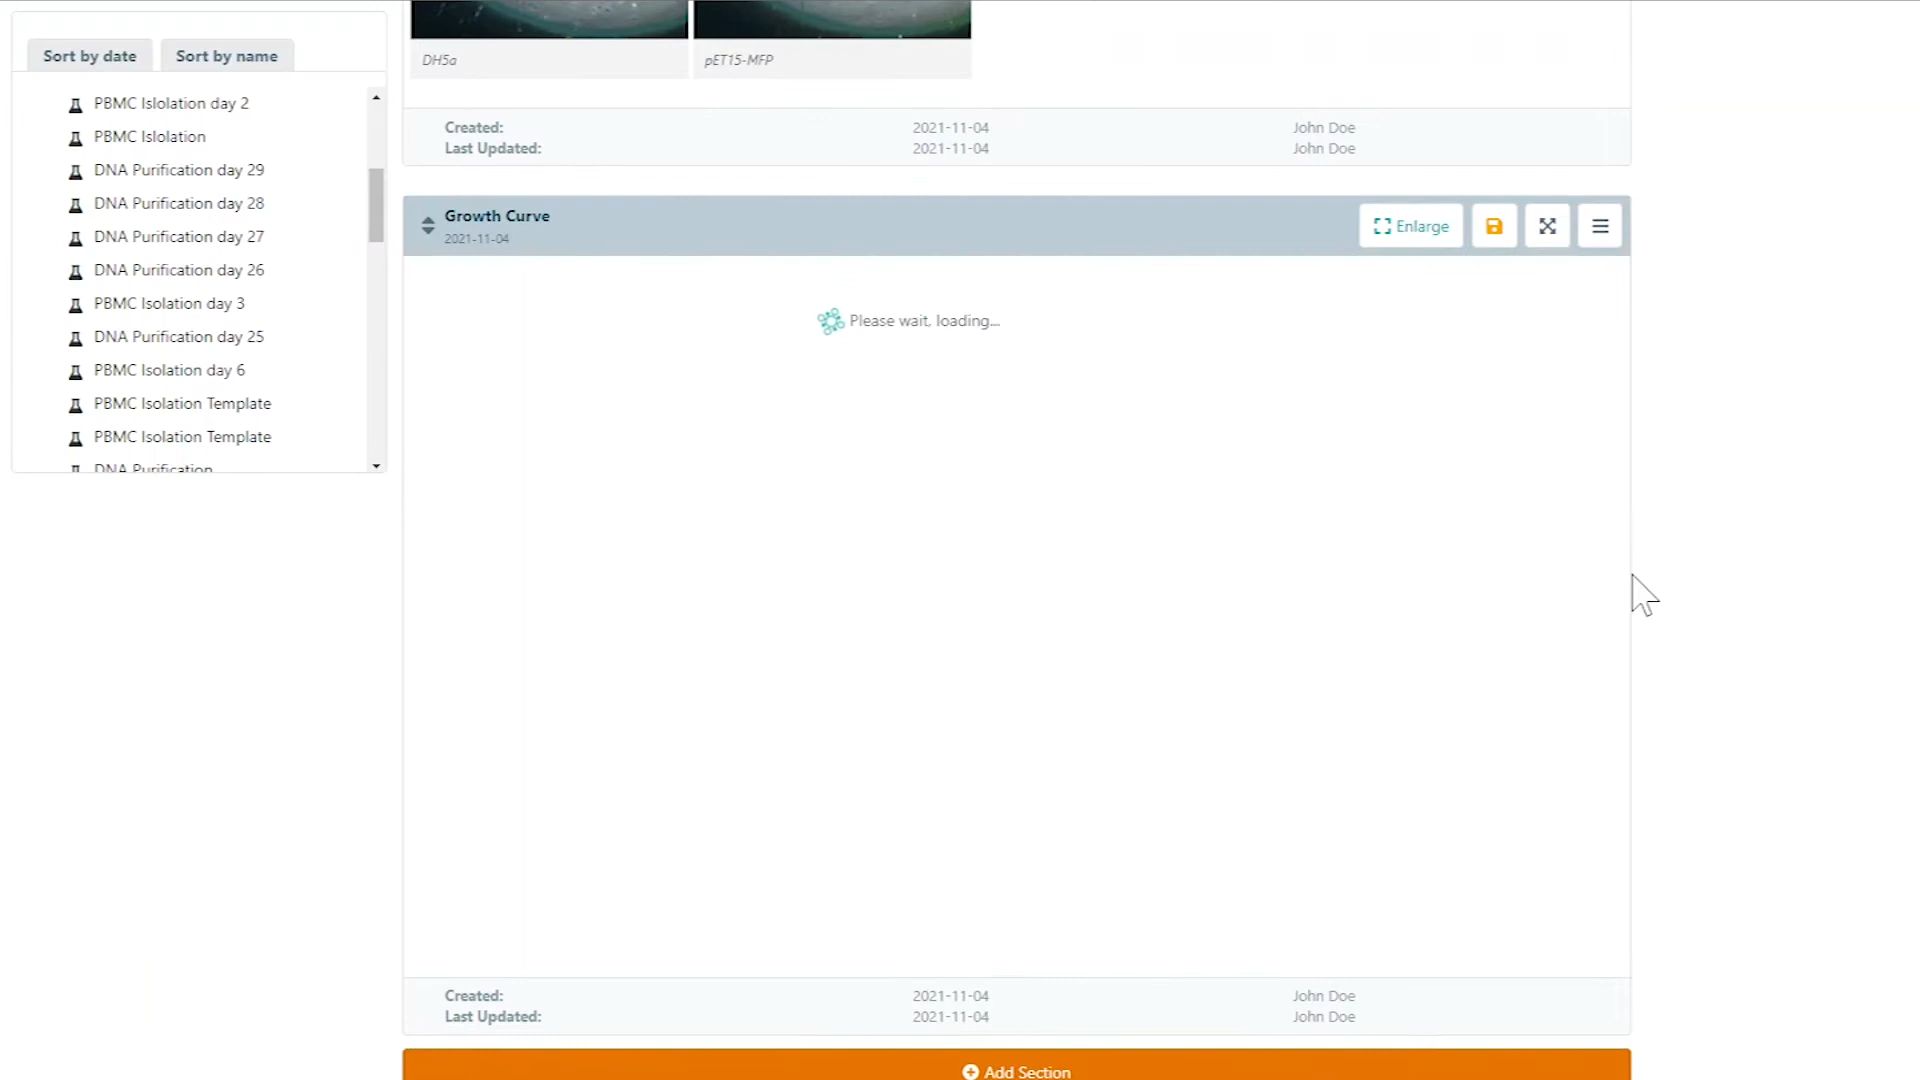 Sort by date
Sort by name
PBMC Islolation day 2
PBMC Islolation
DNA Purification day 29
DNA Purification day 28
DNA Purification day 27
DNA Purification day 26
PBMC Isolation day 3
DNA Purification day 25
PBMC Isolation day 6
PBMC Isolation Template
PBMC Isolation Template
DNA Purification
DH5a
pET15-MFP
Created: 2021-11-04 John Doe
Last Updated: 2021-11-04 John Doe
Growth Curve
2021-11-04
Enlarge
Please wait, loading...
Created: 2021-11-04 John Doe
Last Updated: 2021-11-04 John Doe
Add Section